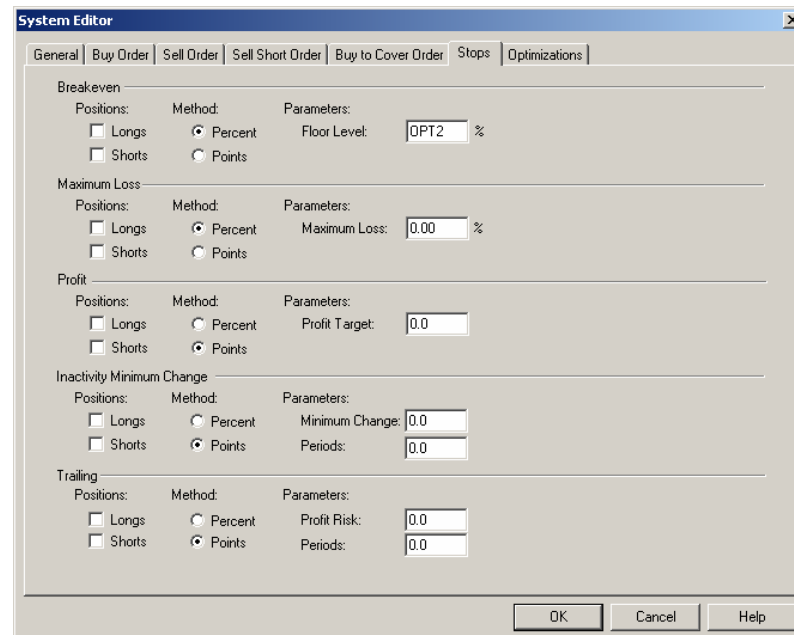 System Editor
General Buy Order Sell Order Sell Short Order Buy to Cover Order Stops Optimizations
Breakeven
Positions: Method: Parameters:
Longs Percent Floor Level: OPT2 %
Shorts Points
Maximum Loss
Positions: Method: Parameters:
Longs Percent Maximum Loss: 0.00 %
Shorts Points
Profit
Positions: Method: Parameters:
Longs Percent Profit Target: 0.0
Shorts Points
Inactivity Minimum Change
Positions: Method: Parameters:
Longs Percent Minimum Change: 0.0
Shorts Points Periods: 0.0
Trailing
Positions: Method: Parameters:
Longs Percent Profit Risk: 0.0
Shorts Points Periods: 0.0
OK Cancel Help